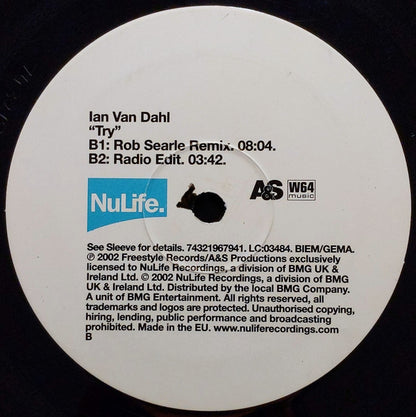 Ian Van Dahl
“Try”
B1: Rob Searle Remix. 08:04.
B2: Radio Edit. 03:42.
NuLife.
A&S
W64
music
See Sleeve for details. 74321967941. LC:03484. BIEM/GEMA.
℗ 2002 Freestyle Records/A&S Productions exclusively
licensed to NuLife Recordings, a division of BMG UK &
Ireland Ltd. © 2002 NuLife Recordings, a division of BMG
UK & Ireland Ltd. Distributed by the local BMG Company.
A unit of BMG Entertainment. All rights reserved, all
trademarks and logos are protected. Unauthorised copying,
hiring, lending, public performance and broadcasting
prohibited. Made in the EU. www.nuliferecordings.com
B